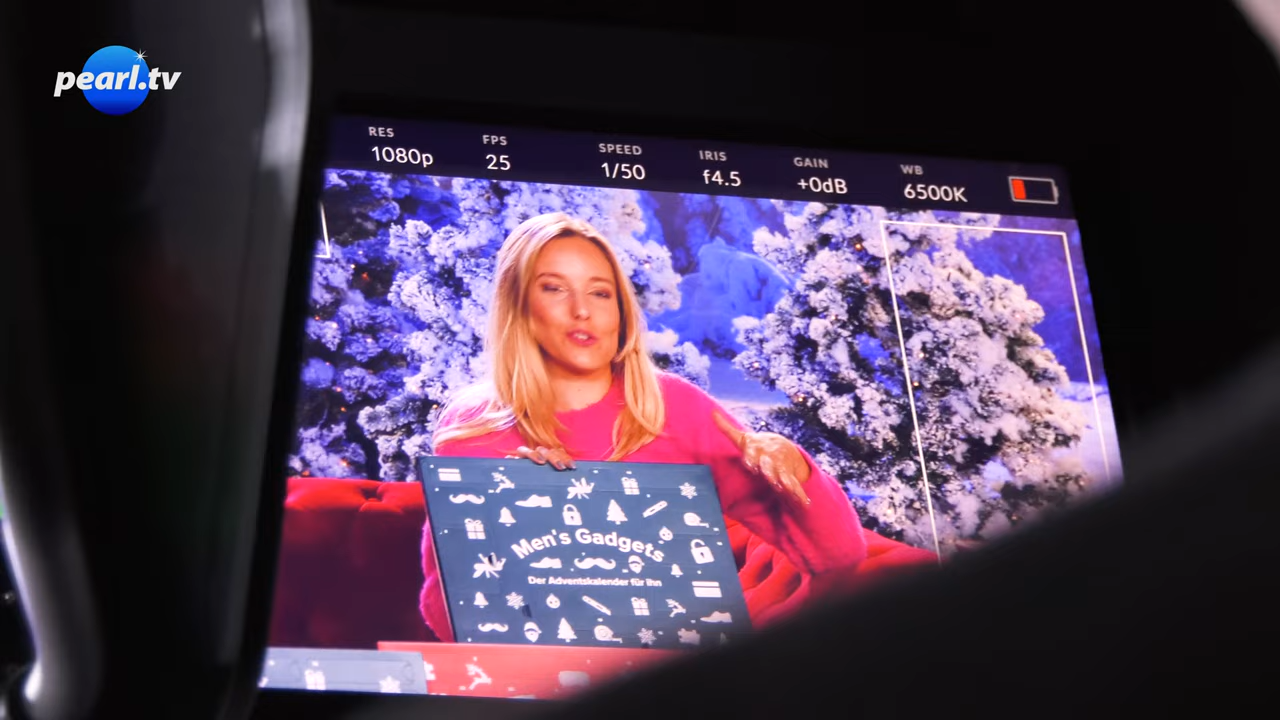 pearl.tv
RES FPS SPEED IRIS GAIN WB
1080p 25 1/50 f4.5 +0dB 6500K
Men's Gadgets
Der Adventskalender für ihn